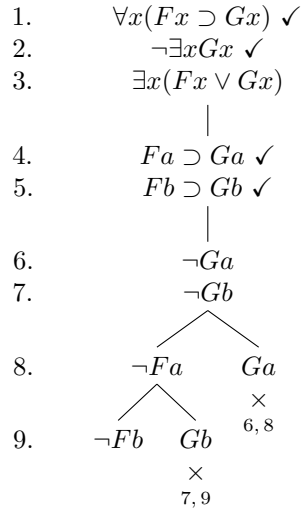 1. ∀x(Fx ⊃ Gx) ✓
2. ¬∃xGx ✓
3. ∃x(Fx ∨ Gx)
4. Fa ⊃ Ga ✓
5. Fb ⊃ Gb ✓
6. ¬Ga
7. ¬Gb
8. ¬Fa Ga
×
6, 8
9. ¬Fb Gb
×
7, 9